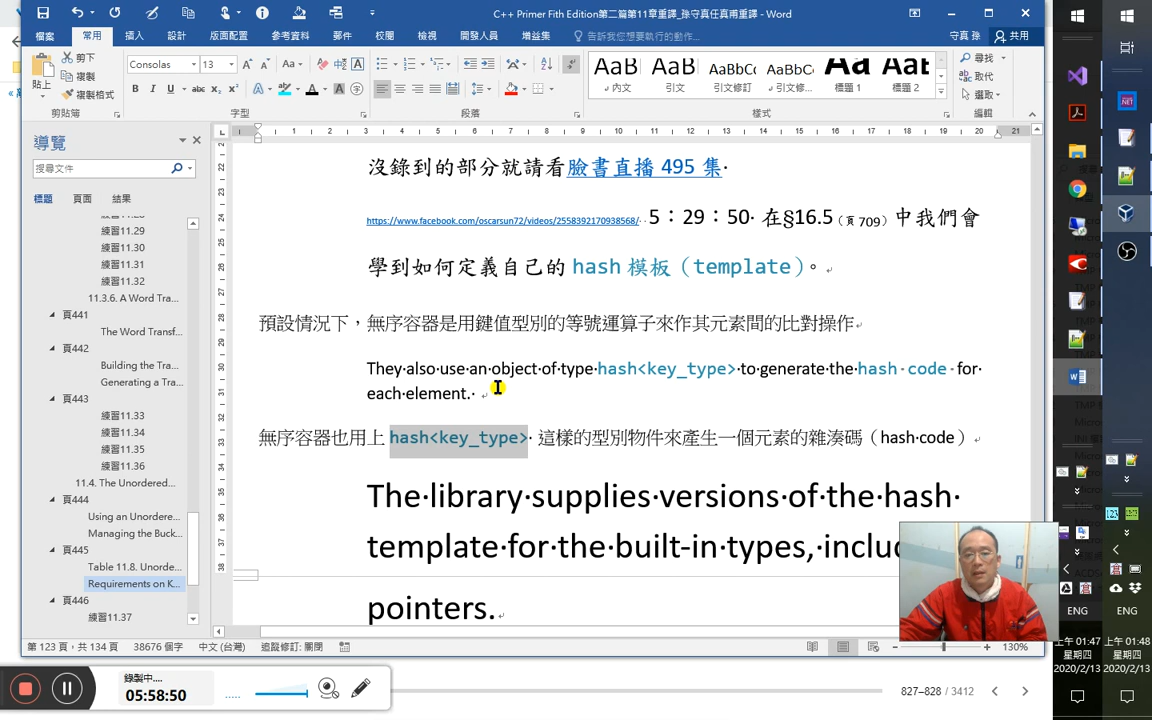 C++ Primer Fith Edition第二篇第11章重譯_孫守真任真甫重譯 - Word
檔案 常用 插入 設計 版面配置 參考資料 郵件 校閱 檢視 開發人員 增益集 告訴我您想要執行的動作... 守真 孫 共用
貼上 剪下 複製 複製格式
Consolas 13
內文 引文 引文修訂 引文修... 標題 1 標題 2
尋找 取代 選取
剪貼簿 字型 段落 樣式 編輯
導覽
搜尋文件
標題 頁面 結果
練習11.29
練習11.30
練習11.31
練習11.32
11.3.6. A Word Tra...
頁441
The Word Transf...
頁442
Building the Tra...
Generating a Tra...
頁443
練習11.33
練習11.34
練習11.35
練習11.36
11.4. The Unordered...
頁444
Using an Unordere...
Managing the Buck...
頁445
Table 11.8. Unorde...
Requirements on K...
頁446
練習11.37
沒錄到的部分就請看臉書直播 495 集
https://www.facebook.com/oscarsun72/videos/2558392170938568/ 5：29：50 在§16.5（頁 709）中我們會
學到如何定義自己的 hash 模板（template）。
預設情況下，無序容器是用鍵值型別的等號運算子來作其元素間的比對操作
They also use an object of type hash<key_type> to generate the hash code for
each element.
無序容器也用上 hash<key_type> 這樣的型別物件來產生一個元素的雜湊碼（hash code）
The library supplies versions of the hash
template for the built-in types, inclu
pointers.
第 123 頁，共 134 頁 38676 個字 中文 (台灣) 追蹤修訂: 關閉 130%
錄製中....
05:58:50
827–828 / 3412
ENG ENG
上午 01:47 上午 01:48
星期四 星期四
2020/2/13 2020/2/13